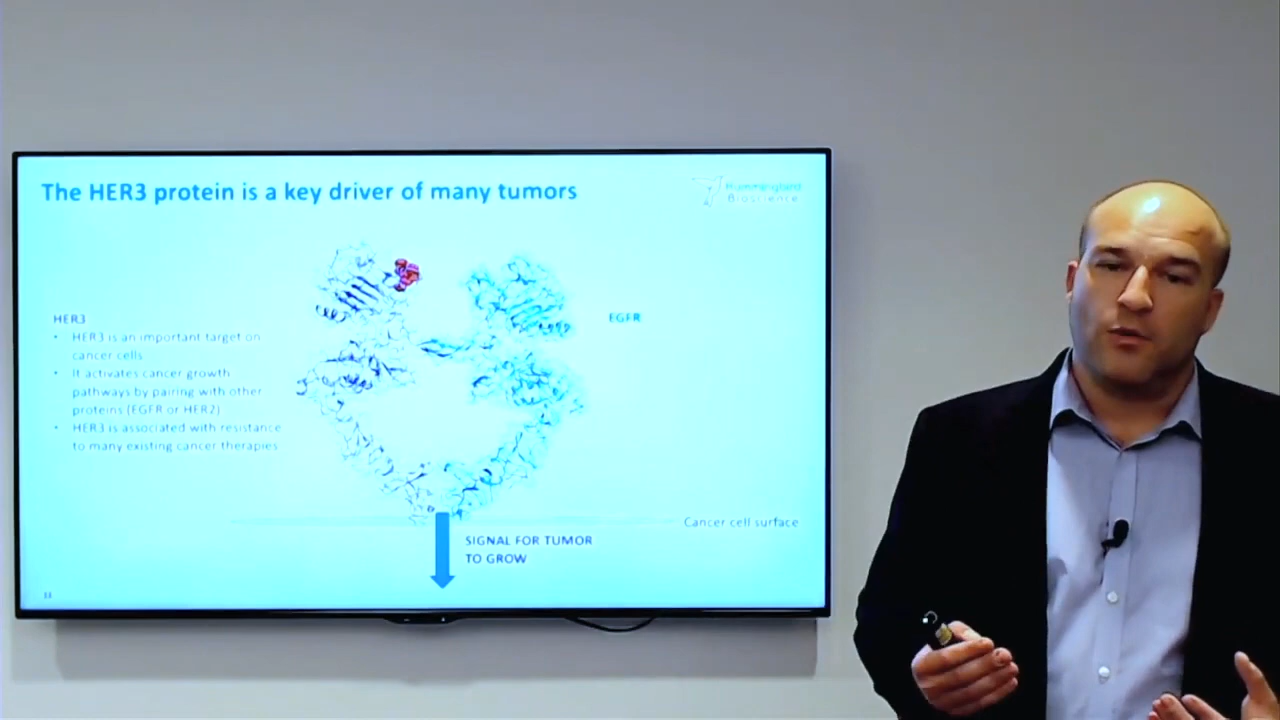 The HER3 protein is a key driver of many tumors
Hummingbird
Bioscience
HER3
• HER3 is an important target on
cancer cells
• It activates cancer growth
pathways by pairing with other
proteins (EGFR or HER2)
• HER3 is associated with resistance
to many existing cancer therapies
EGFR
Cancer cell surface
SIGNAL FOR TUMOR
TO GROW